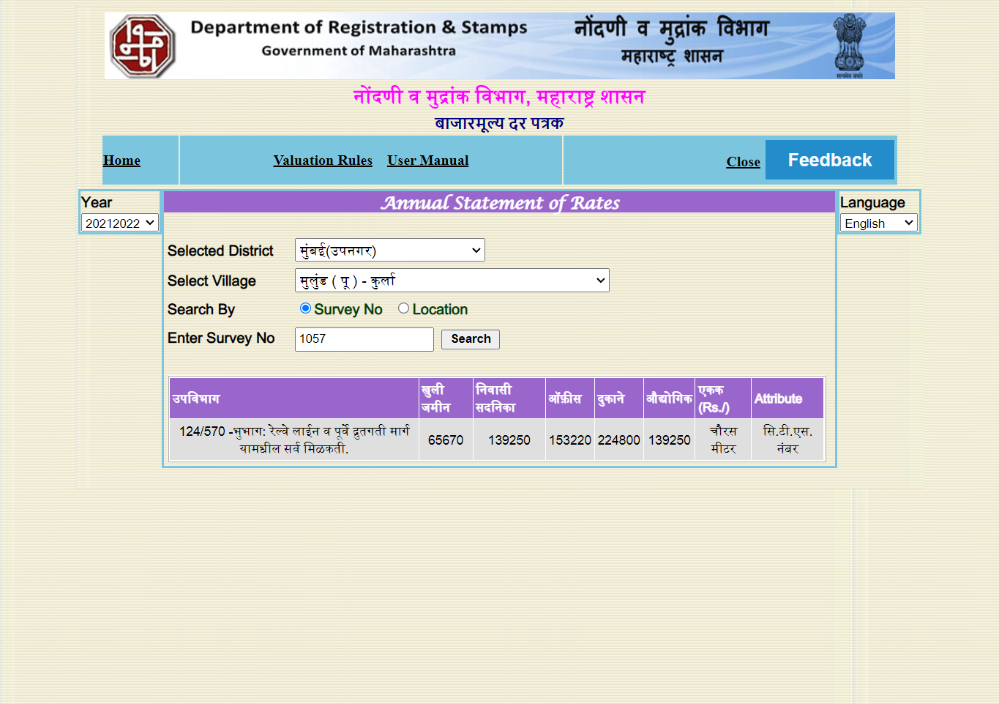 Department of Registration & Stamps
Government of Maharashtra
नोंदणी व मुद्रांक विभाग
महाराष्ट्र शासन
सत्यमेव जयते
नोंदणी व मुद्रांक विभाग, महाराष्ट्र शासन
बाजारमूल्य दर पत्रक
Home Valuation Rules User Manual Close Feedback
Year
20212022
Annual Statement of Rates
Language
English
Selected District मुंबई(उपनगर)
Select Village मुलुंड ( पू ) - कुर्ला
Search By Survey No Location
Enter Survey No 1057 Search
उपविभाग खुली जमीन निवासी सदनिका ऑफ़ीस दुकाने औद्योगिक एकक (Rs./) Attribute
124/570 -भुभाग: रेल्वे लाईन व पूर्व द्रुतगती मार्ग यामधील सर्व मिळकती. 65670 139250 153220 224800 139250 चौरस मीटर सि.टी.एस. नंबर